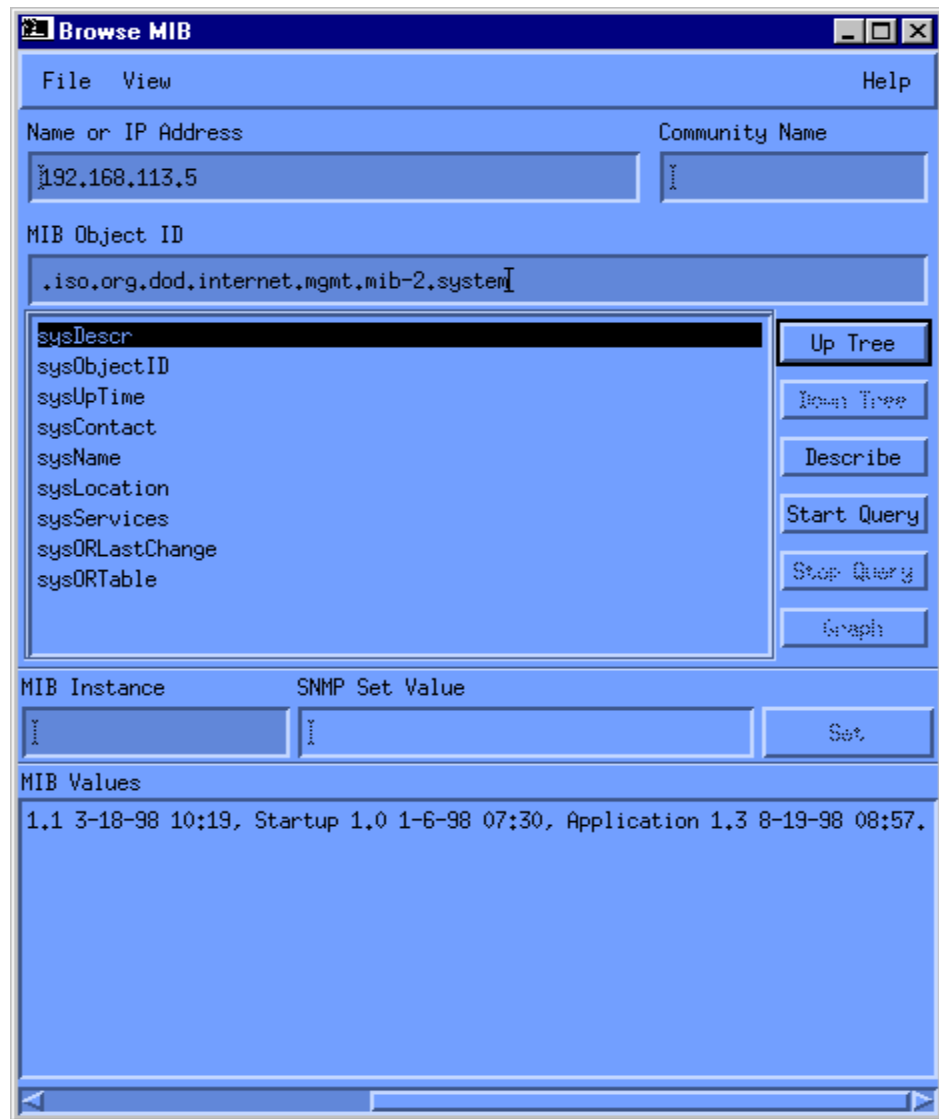 Browse MIB
File View Help
Name or IP Address Community Name
192.168.113.5
MIB Object ID
.iso.org.dod.internet.mgmt.mib-2.system
sysDescr
Up Tree
sysObjectID
sysUpTime
Down Tree
sysContact
sysName
Describe
sysLocation
sysServices
Start Query
sysORLastChange
sysORTable
Stop Query
Graph
MIB Instance SNMP Set Value
Set
MIB Values
1.1 3-18-98 10:19, Startup 1.0 1-6-98 07:30, Application 1.3 8-19-98 08:57.